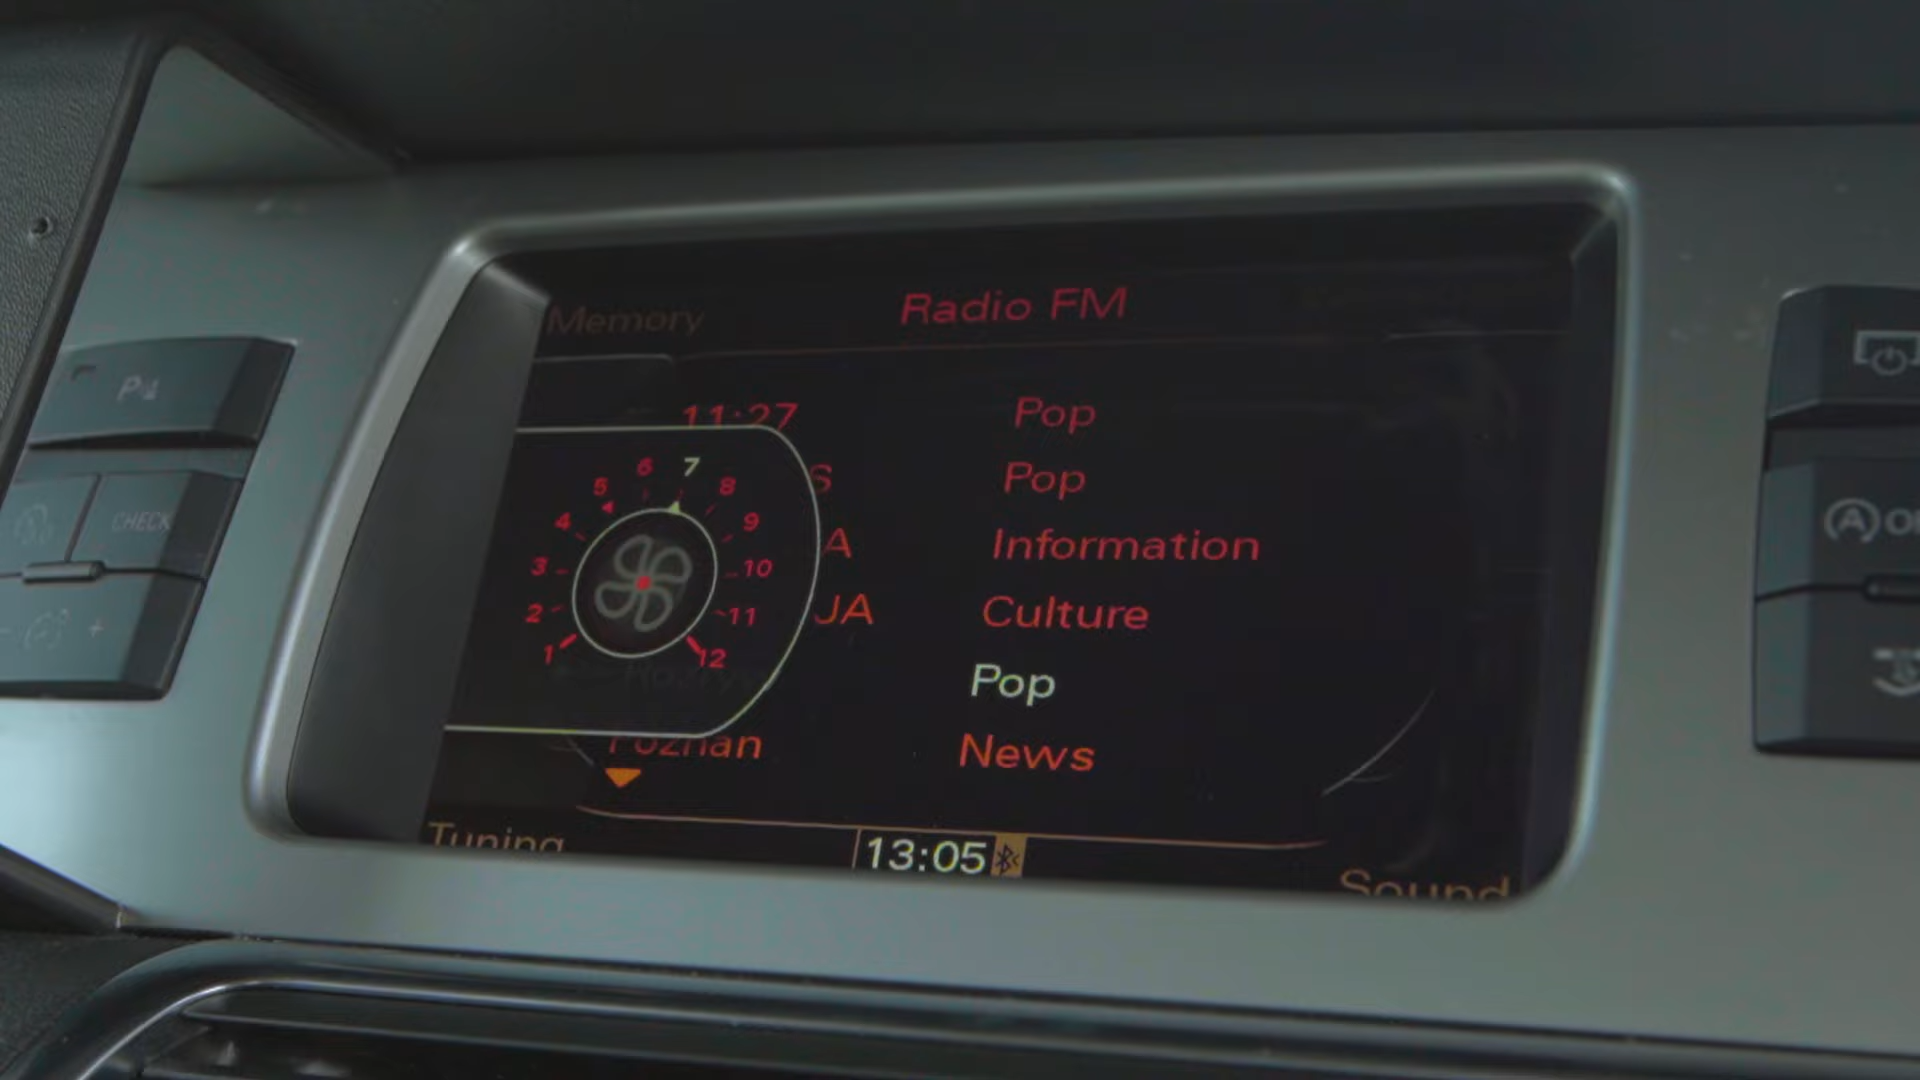 Memory
Radio FM
11:27 Pop
S Pop
A Information
JA Culture
Pop
Poznan News
6 7
5 8
4 9
3 10
2 11
1 12
Tuning
13:05
Sound
CHECK
- +
A